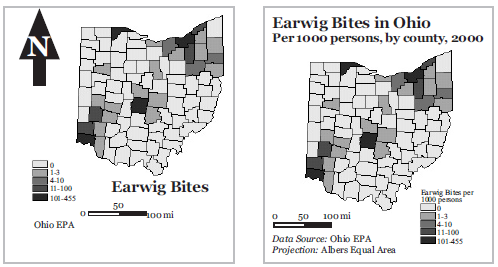 N
0
1-3
4-10
11-100
101-455
Earwig Bites
0 50 100 mi
Ohio EPA
Earwig Bites in Ohio
Per 1000 persons, by county, 2000
Earwig Bites per
1000 persons
0
1-3
4-10
11-100
101-455
0 50 100 mi
Data Source: Ohio EPA
Projection: Albers Equal Area